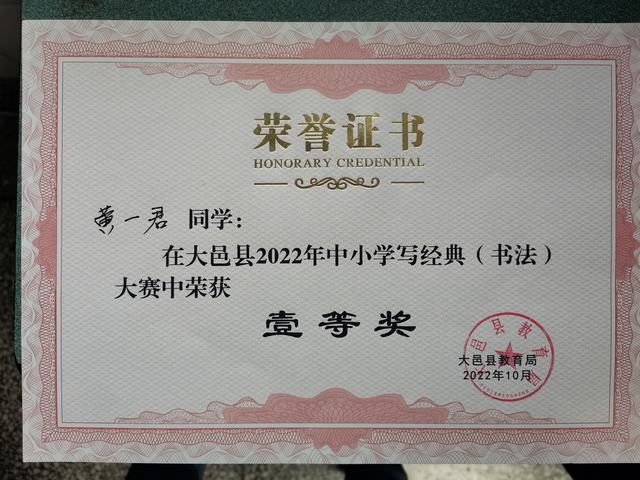 荣誉证书
HONORARY CREDENTIAL
黄一君 同学：
在大邑县2022年中小学写经典（书法）
大赛中荣获
壹等奖
大邑县教育局
2022年10月